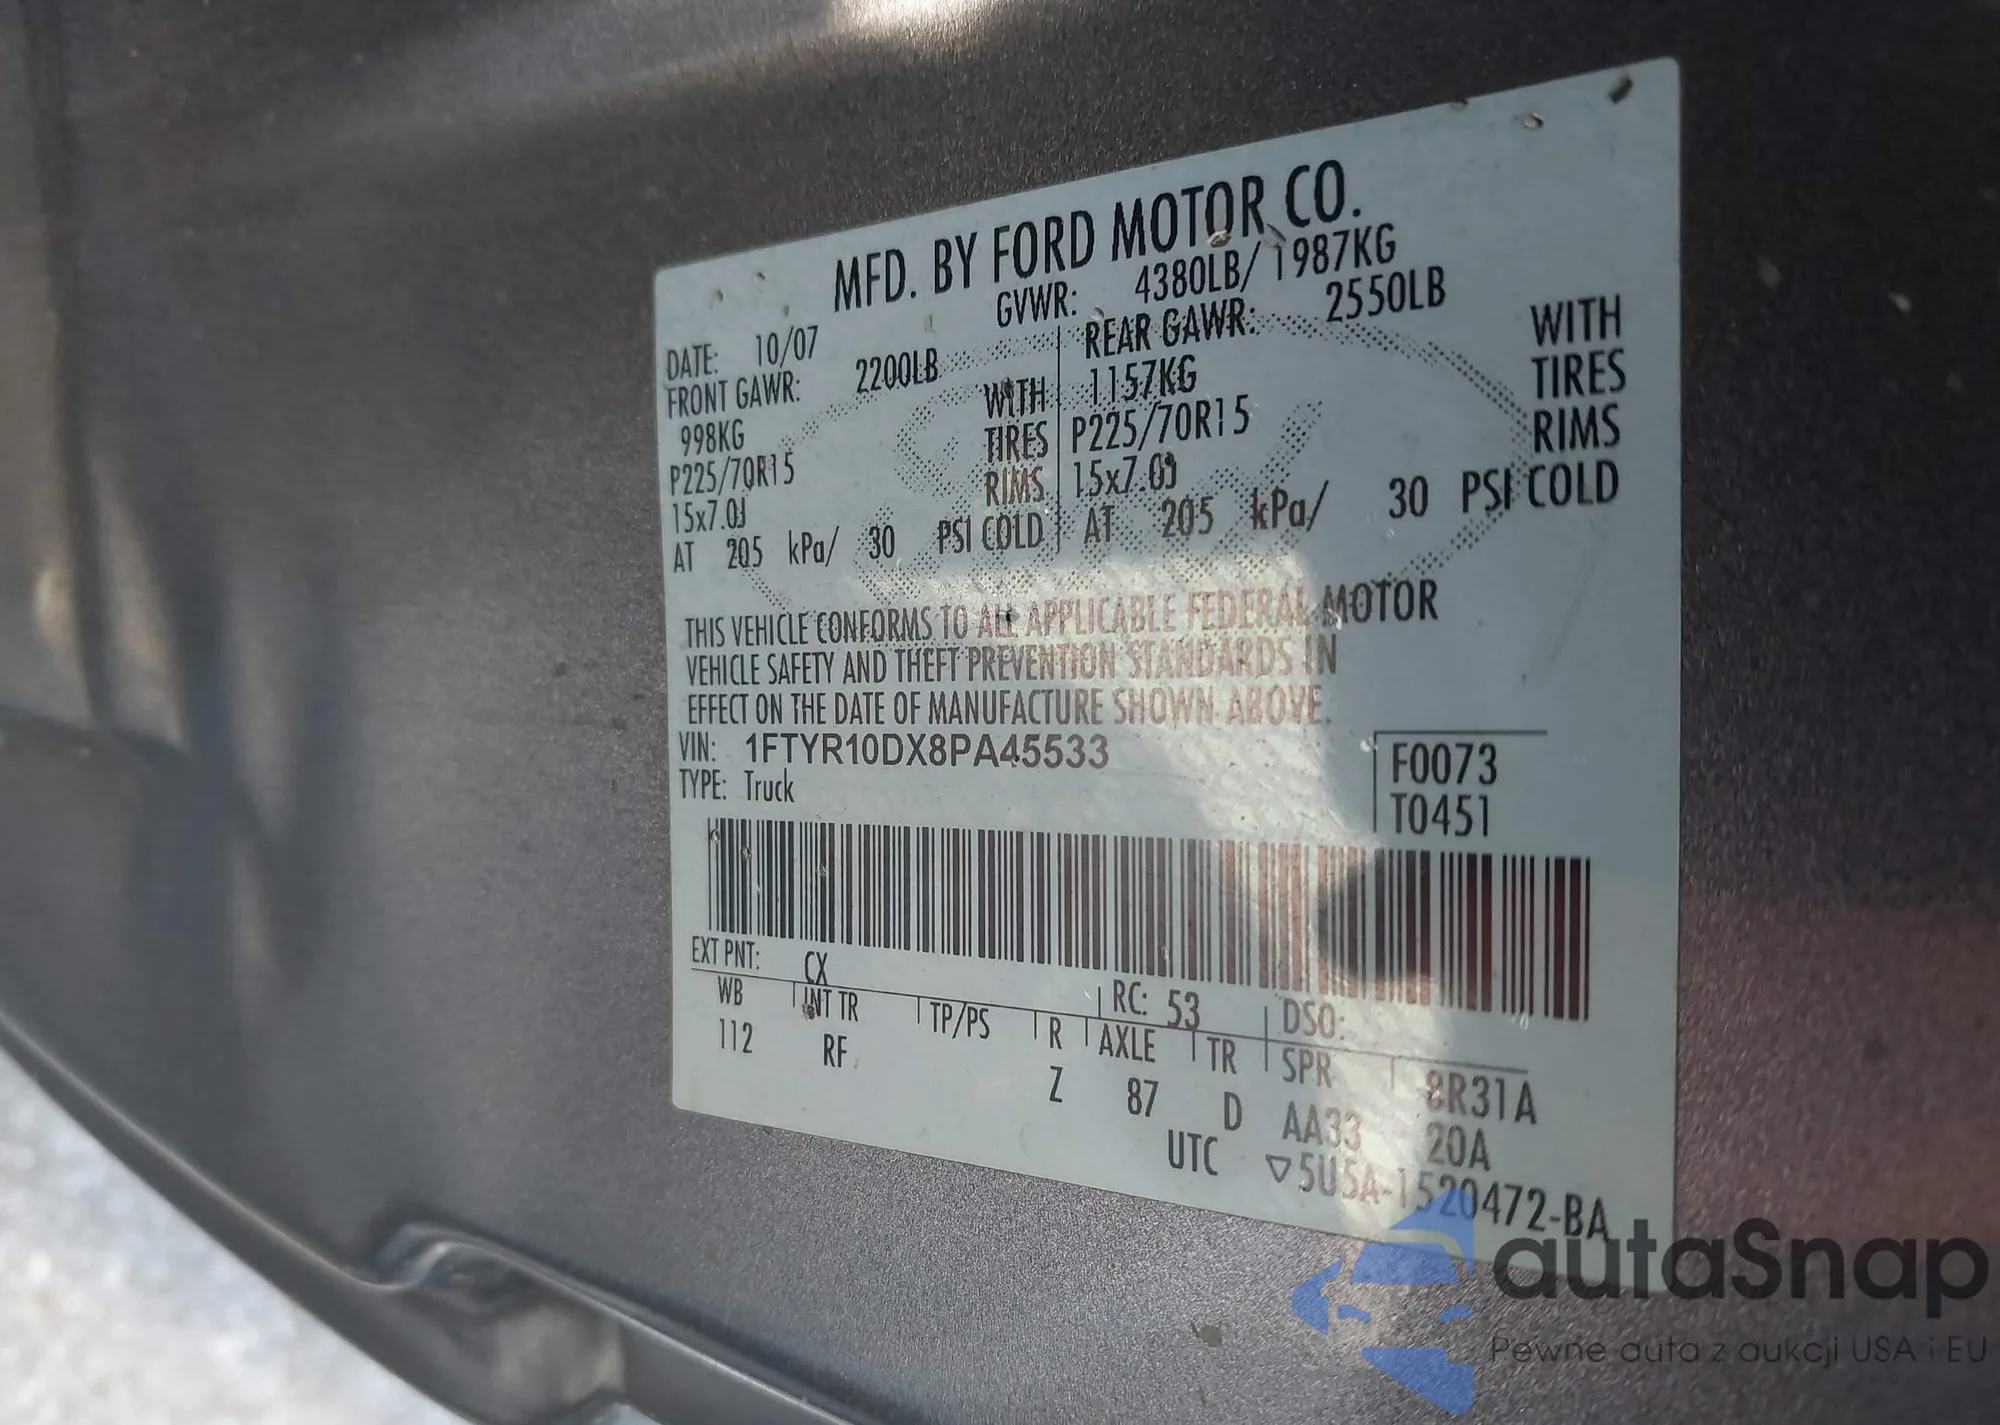 MFD. BY FORD MOTOR CO.
DATE: 10/07 GVWR: 4380LB/ 1987KG
FRONT GAWR: 2200LB REAR GAWR: 2550LB
998KG WITH 1157KG WITH
P225/70R15 TIRES P225/70R15 TIRES
15x7.0J RIMS 15x7.0J RIMS
AT 205 kPa/ 30 PSI COLD AT 205 kPa/ 30 PSI COLD
THIS VEHICLE CONFORMS TO ALL APPLICABLE FEDERAL MOTOR
VEHICLE SAFETY AND THEFT PREVENTION STANDARDS IN
EFFECT ON THE DATE OF MANUFACTURE SHOWN ABOVE.
VIN: 1FTYR10DX8PA45533 F0073
TYPE: Truck T0451
EXT PNT: CX RC: 53 DSO:
WB INT TR TP/PS R AXLE TR SPR 8R31A
112 RF Z 87 D AA33 20A
UTC ▽5U5A-1520472-BA
autaSnap
Pewne auta z aukcji USA i EU